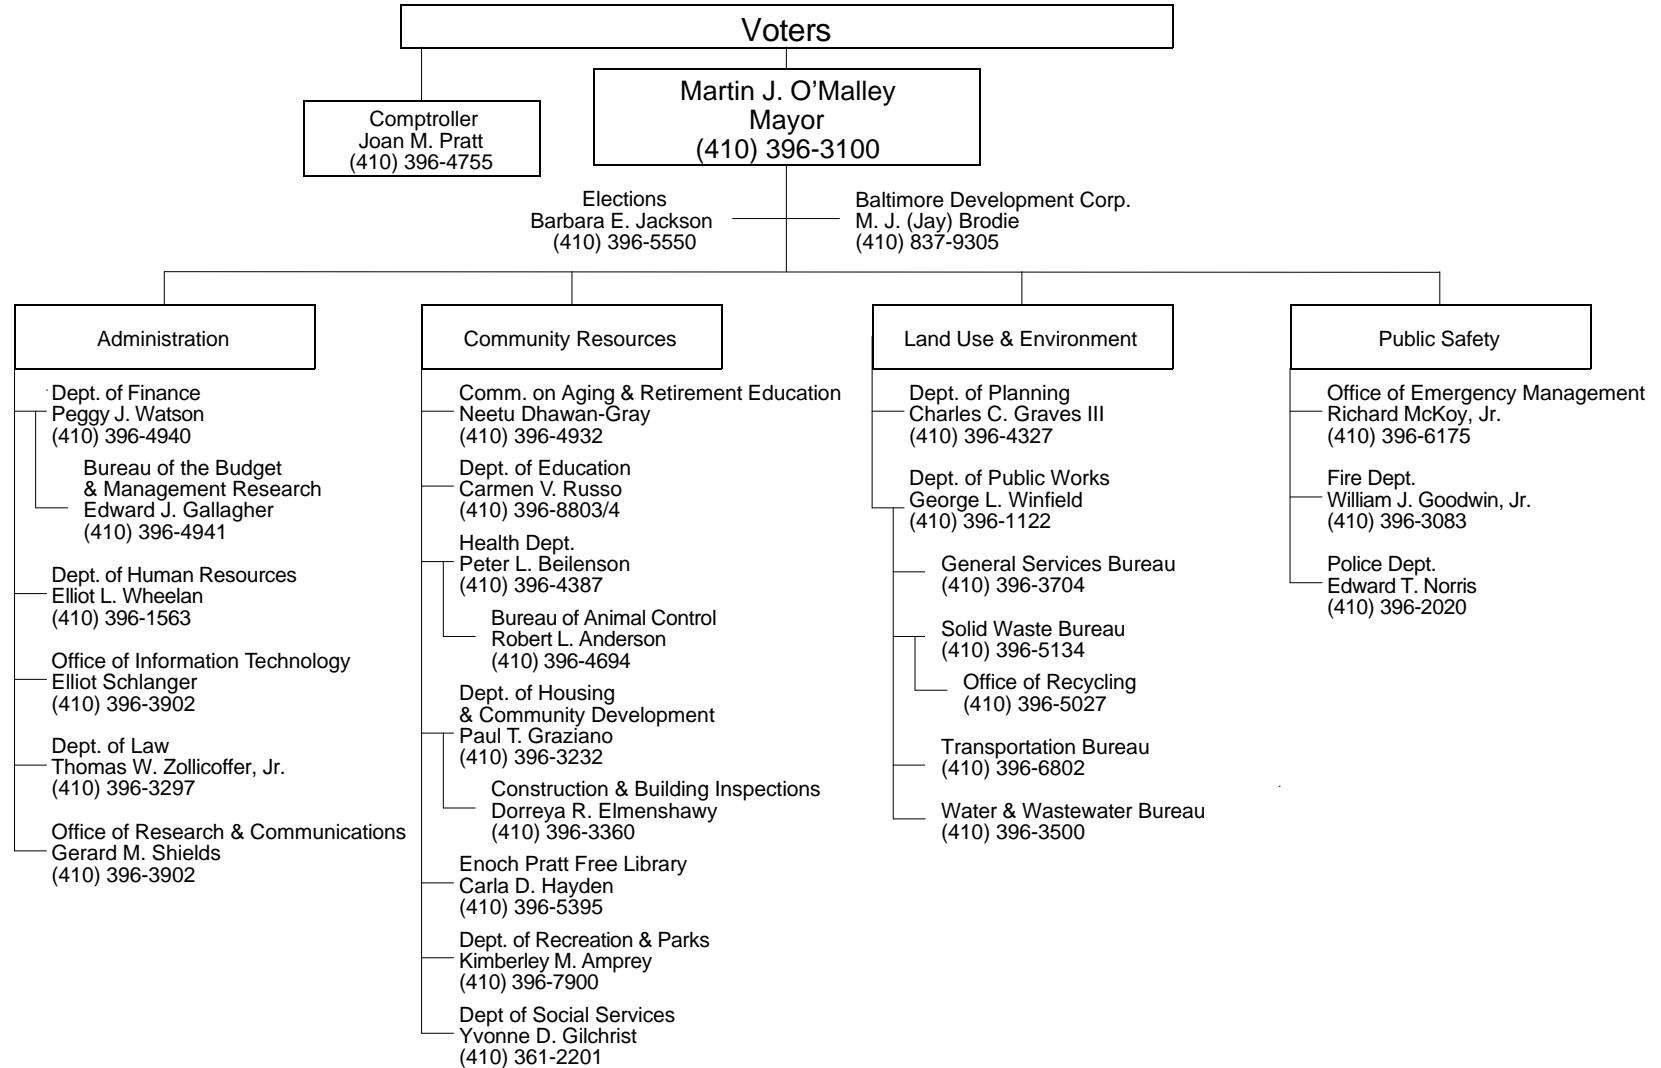 Voters
Comptroller
Joan M. Pratt
(410) 396-4755
Martin J. O’Malley
Mayor
(410) 396-3100
Elections
Barbara E. Jackson
(410) 396-5550
Baltimore Development Corp.
M. J. (Jay) Brodie
(410) 837-9305
Administration
Dept. of Finance
Peggy J. Watson
(410) 396-4940
Bureau of the Budget
& Management Research
Edward J. Gallagher
(410) 396-4941
Dept. of Human Resources
Elliot L. Wheelan
(410) 396-1563
Office of Information Technology
Elliot Schlanger
(410) 396-3902
Dept. of Law
Thomas W. Zollicoffer, Jr.
(410) 396-3297
Office of Research & Communications
Gerard M. Shields
(410) 396-3902
Community Resources
Comm. on Aging & Retirement Education
Neetu Dhawan-Gray
(410) 396-4932
Dept. of Education
Carmen V. Russo
(410) 396-8803/4
Health Dept.
Peter L. Beilenson
(410) 396-4387
Bureau of Animal Control
Robert L. Anderson
(410) 396-4694
Dept. of Housing
& Community Development
Paul T. Graziano
(410) 396-3232
Construction & Building Inspections
Dorreya R. Elmenshawy
(410) 396-3360
Enoch Pratt Free Library
Carla D. Hayden
(410) 396-5395
Dept. of Recreation & Parks
Kimberley M. Amprey
(410) 396-7900
Dept of Social Services
Yvonne D. Gilchrist
(410) 361-2201
Land Use & Environment
Dept. of Planning
Charles C. Graves III
(410) 396-4327
Dept. of Public Works
George L. Winfield
(410) 396-1122
General Services Bureau
(410) 396-3704
Solid Waste Bureau
(410) 396-5134
Office of Recycling
(410) 396-5027
Transportation Bureau
(410) 396-6802
Water & Wastewater Bureau
(410) 396-3500
Public Safety
Office of Emergency Management
Richard McKoy, Jr.
(410) 396-6175
Fire Dept.
William J. Goodwin, Jr.
(410) 396-3083
Police Dept.
Edward T. Norris
(410) 396-2020